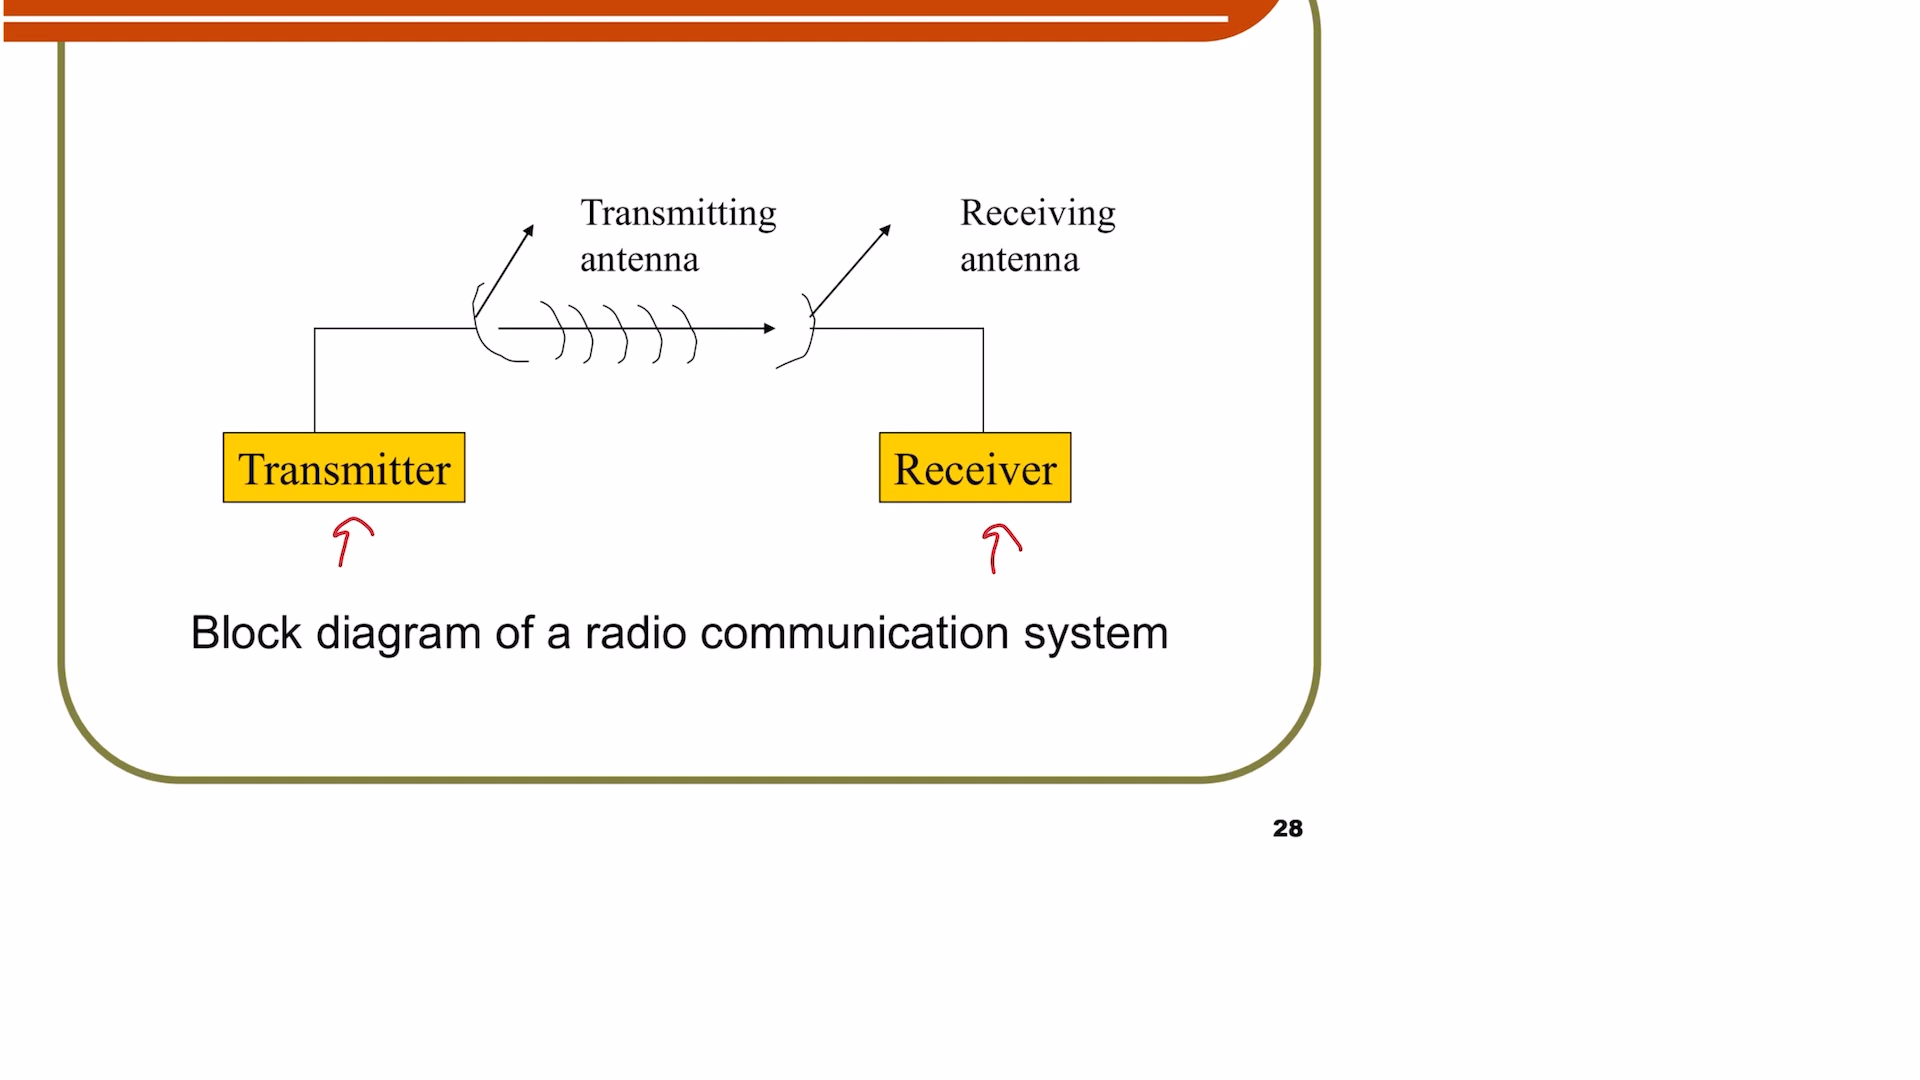 Transmitting
antenna
Receiving
antenna
Transmitter
Receiver
Block diagram of a radio communication system
28